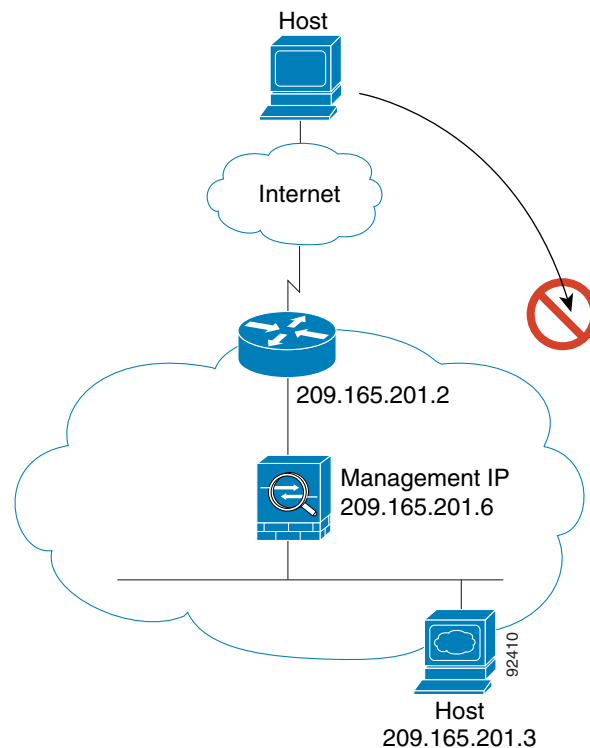 Host
Internet
209.165.201.2
Management IP
209.165.201.6
92410
Host
209.165.201.3